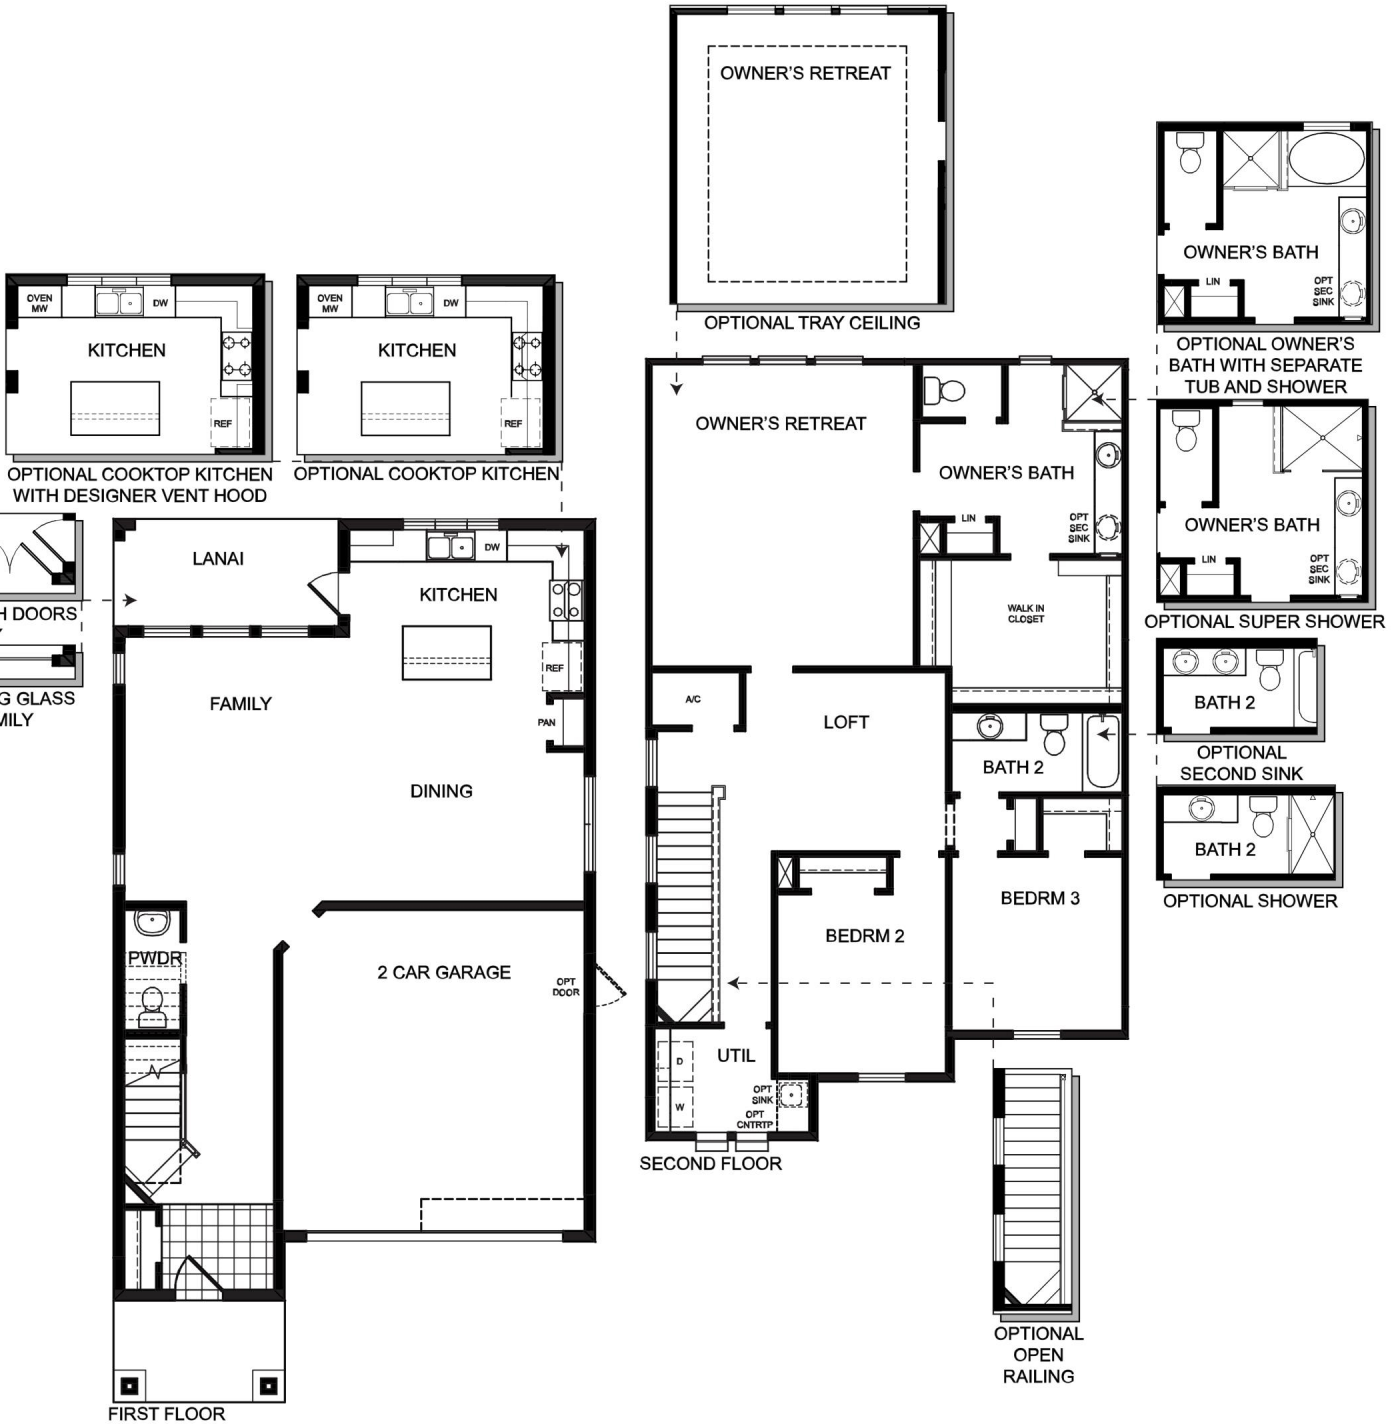 OWNER'S RETREAT
OPTIONAL TRAY CEILING
OVEN
MW
DW
KITCHEN
REF
OPTIONAL COOKTOP KITCHEN
WITH DESIGNER VENT HOOD
OVEN
MW
DW
KITCHEN
REF
OPTIONAL COOKTOP KITCHEN
H DOORS
G GLASS
MILY
LANAI
DW
KITCHEN
REF
PAN
FAMILY
DINING
PWDR
2 CAR GARAGE
OPT
DOOR
FIRST FLOOR
OWNER'S RETREAT
OWNER'S BATH
LIN
OPT
SEC
SINK
WALK IN
CLOSET
A/C
LOFT
BATH 2
BEDRM 3
BEDRM 2
UTIL
D
W
OPT
SINK
OPT
CNTRTP
SECOND FLOOR
OWNER'S BATH
LIN
OPT
SEC
SINK
OPTIONAL OWNER'S
BATH WITH SEPARATE
TUB AND SHOWER
OWNER'S BATH
LIN
OPT
SEC
SINK
OPTIONAL SUPER SHOWER
BATH 2
OPTIONAL
SECOND SINK
BATH 2
OPTIONAL SHOWER
OPTIONAL
OPEN
RAILING